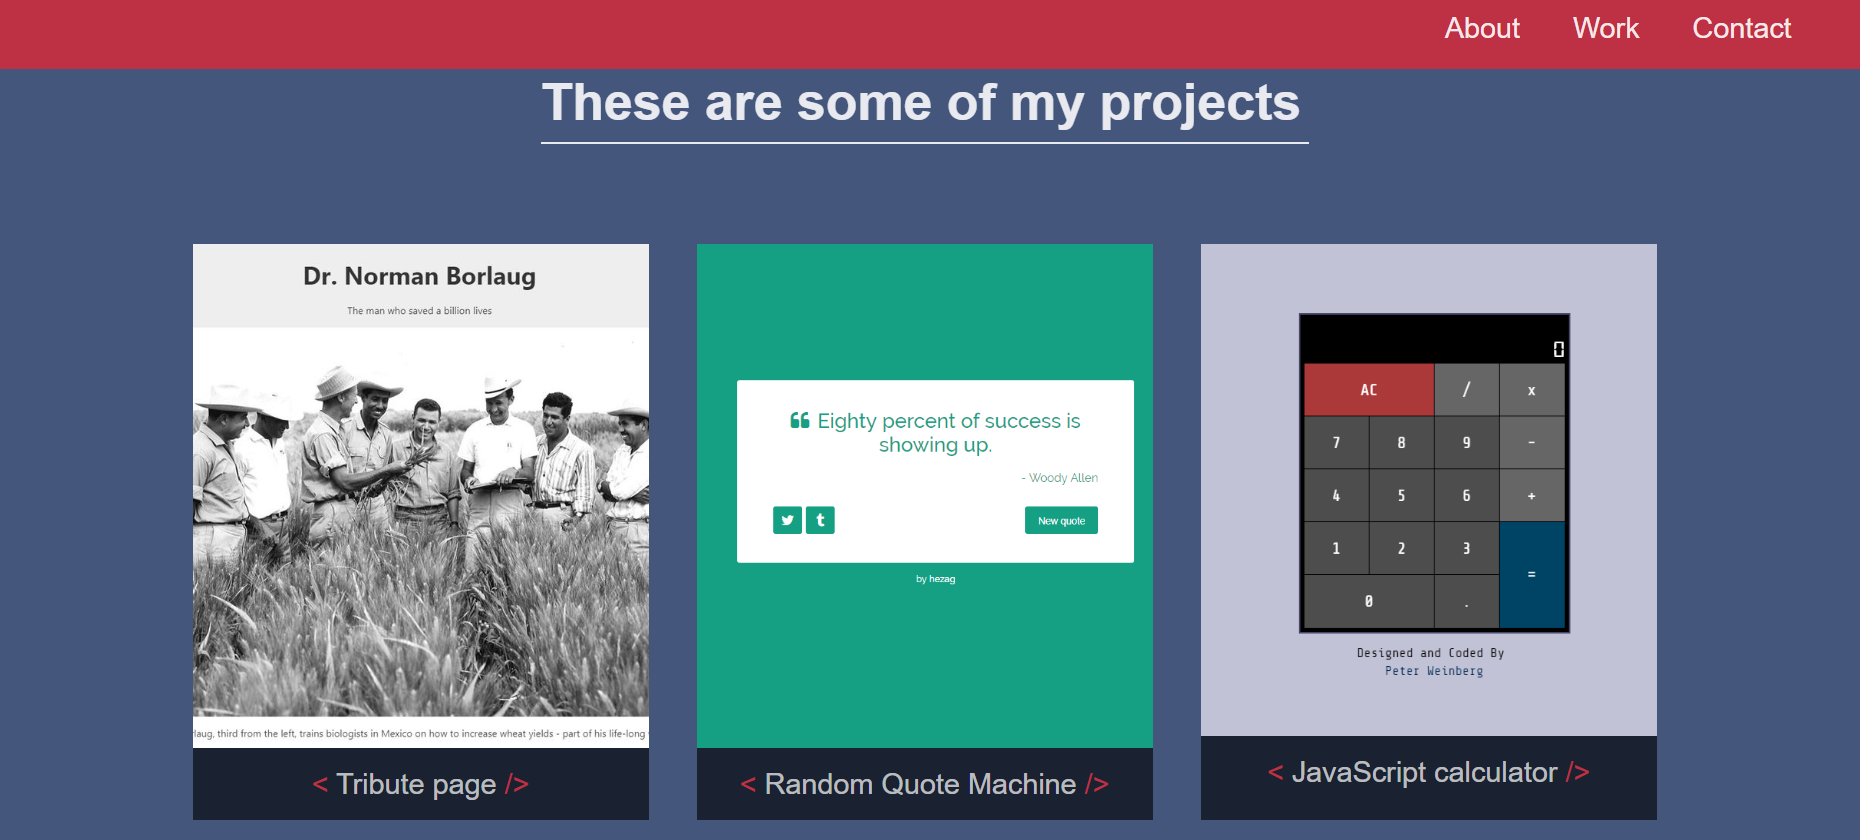 About Work Contact
These are some of my projects
Dr. Norman Borlaug
The man who saved a billion lives
laug, third from the left, trains biologists in Mexico on how to increase wheat yields - part of his life-long
< Tribute page />
“ Eighty percent of success is
showing up.
- Woody Allen
New quote
by hezag
< Random Quote Machine />
0
AC / x
7 8 9 -
4 5 6 +
1 2 3 =
0 .
Designed and Coded By
Peter Weinberg
< JavaScript calculator />